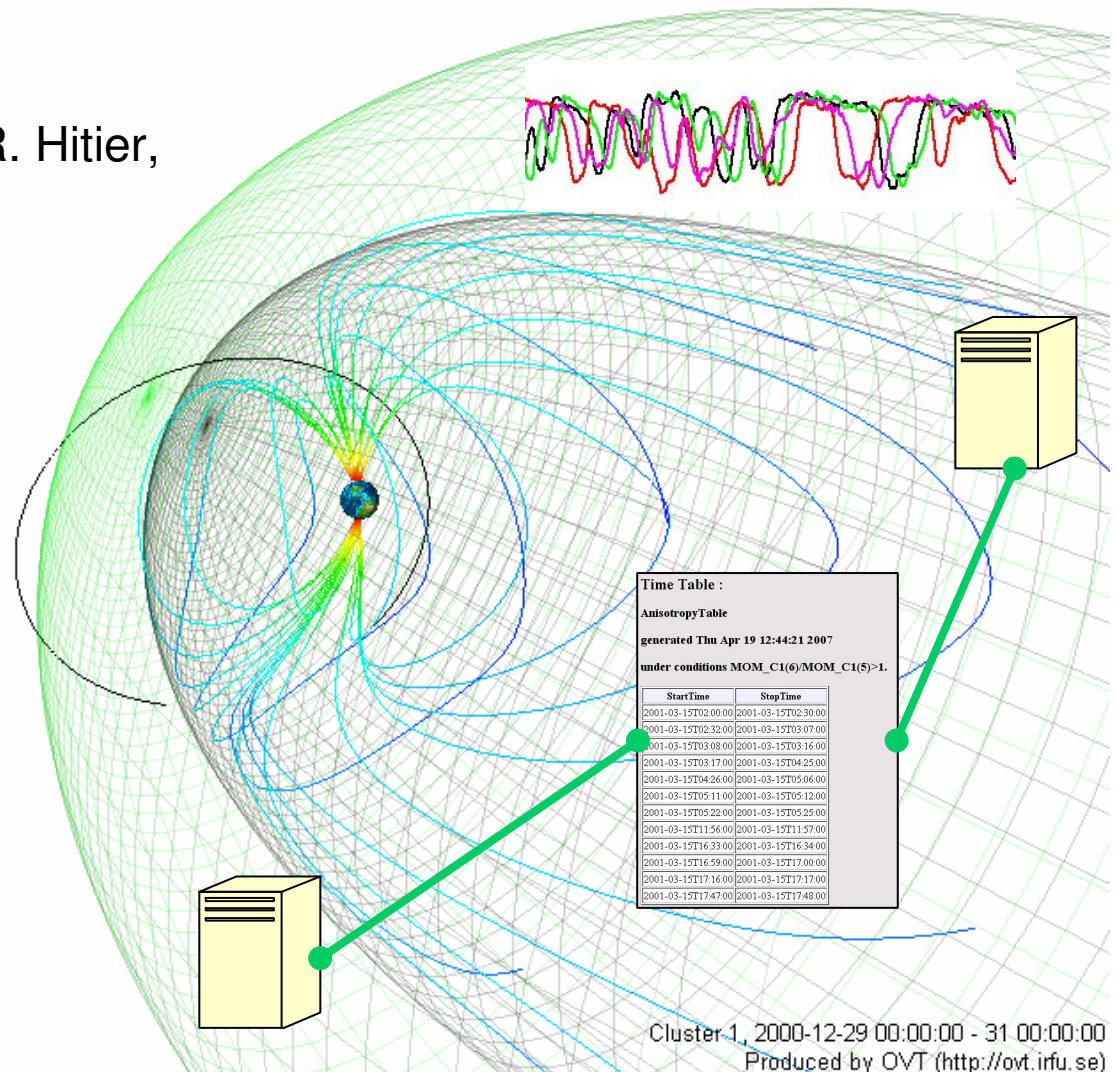 R. Hitier,
Time Table :
AnisotropyTable
generated Thu Apr 19 12:44:21 2007
under conditions MOM_C1(6)/MOM_C1(5)>1.
StartTime StopTime
2001-03-15T02:00:00 2001-03-15T02:30:00
2001-03-15T02:32:00 2001-03-15T03:07:00
2001-03-15T03:08:00 2001-03-15T03:16:00
2001-03-15T03:17:00 2001-03-15T04:25:00
2001-03-15T04:26:00 2001-03-15T05:06:00
2001-03-15T05:11:00 2001-03-15T05:12:00
2001-03-15T05:22:00 2001-03-15T05:25:00
2001-03-15T11:56:00 2001-03-15T11:57:00
2001-03-15T16:33:00 2001-03-15T16:34:00
2001-03-15T16:59:00 2001-03-15T17:00:00
2001-03-15T17:16:00 2001-03-15T17:17:00
2001-03-15T17:47:00 2001-03-15T17:48:00
Cluster 1, 2000-12-29 00:00:00 - 31 00:00:00
Produced by OVT (http://ovt.irfu.se)